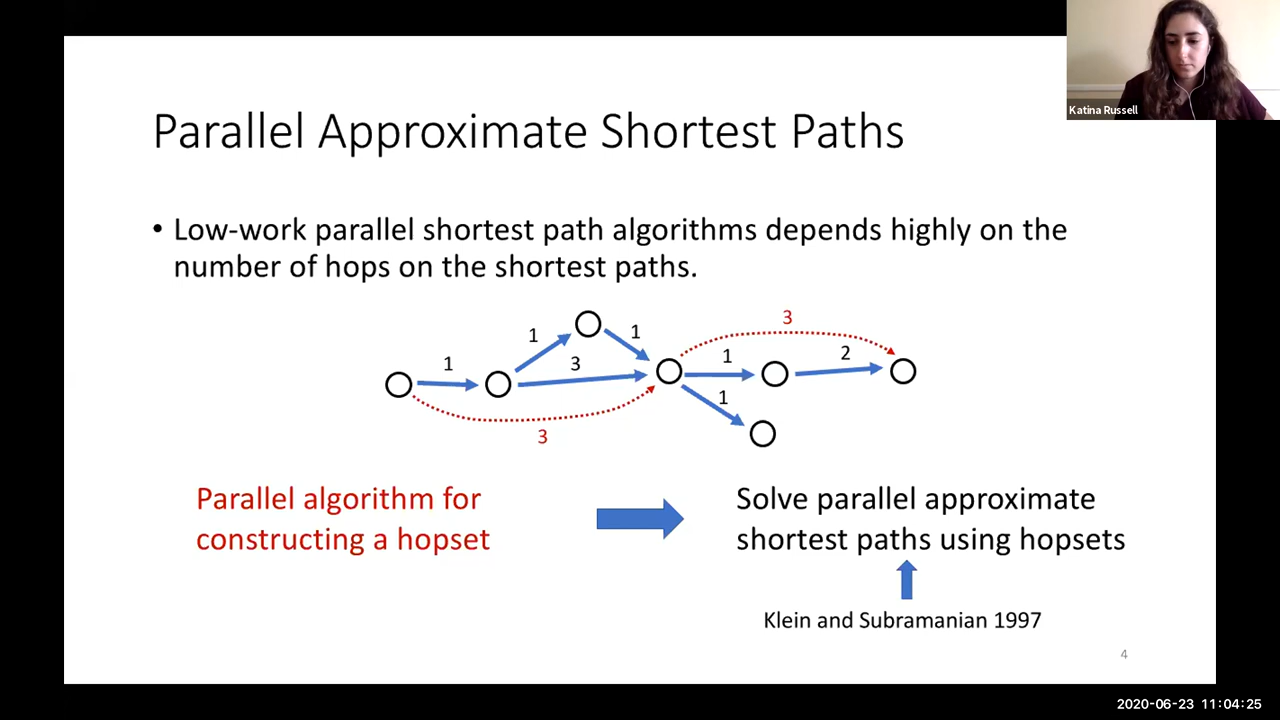 Katina Russell
Parallel Approximate Shortest Paths
• Low-work parallel shortest path algorithms depends highly on the
number of hops on the shortest paths.
1
1
1
3
3
1
2
3
1
Parallel algorithm for
constructing a hopset
Solve parallel approximate
shortest paths using hopsets
Klein and Subramanian 1997
4
2020-06-23 11:04:25